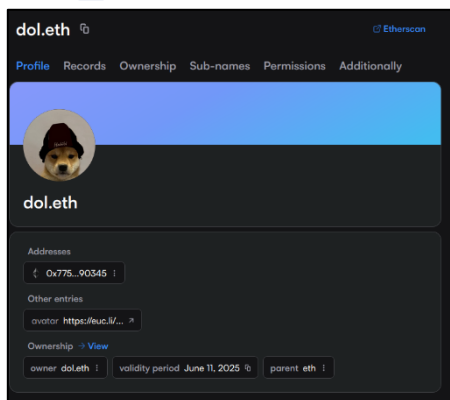 dol.eth
Etherscan
Profile Records Ownership Sub-names Permissions Additionally
dol.eth
Addresses
0x775...90345
Other entries
avatar https://euc.li/...
Ownership → View
owner dol.eth validity period June 11, 2025 parent eth